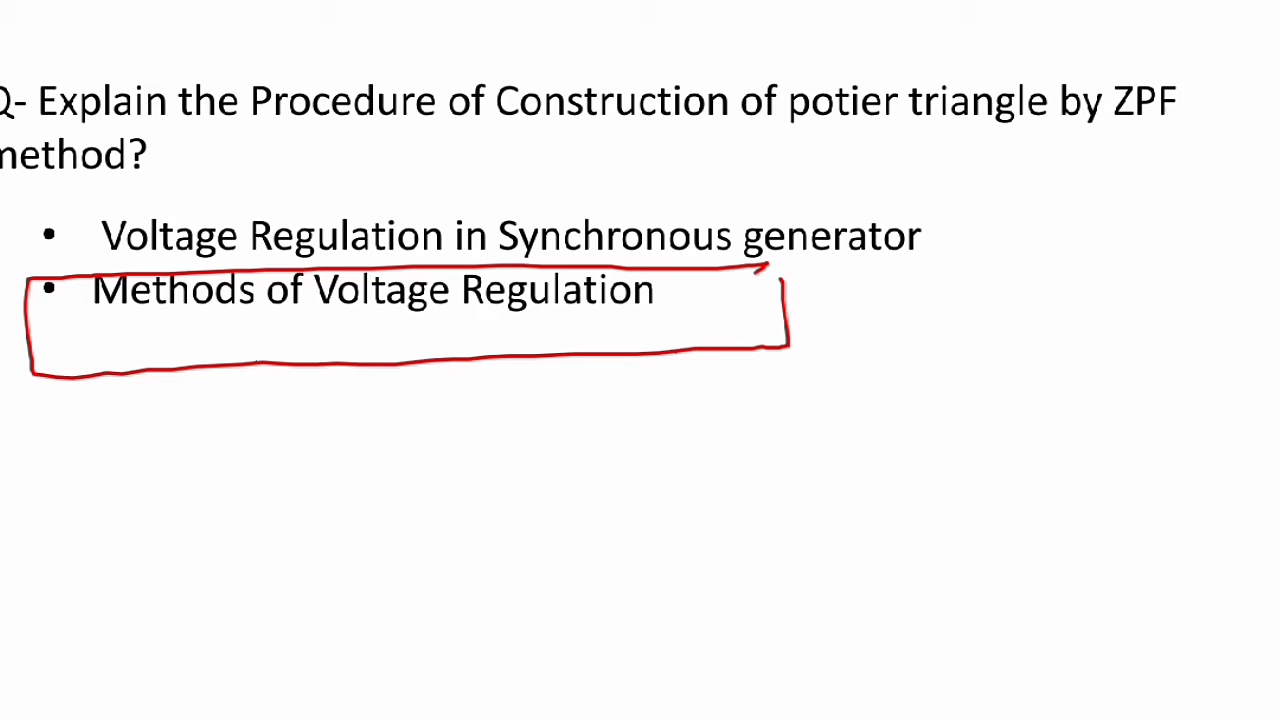 Q- Explain the Procedure of Construction of potier triangle by ZPF
method?
• Voltage Regulation in Synchronous generator
• Methods of Voltage Regulation